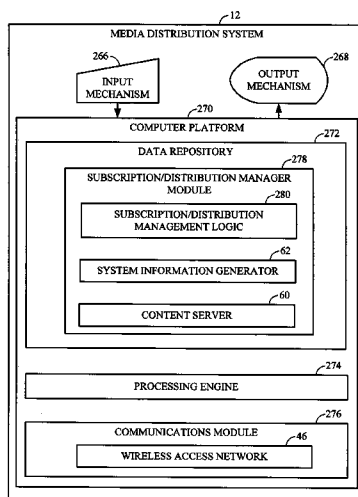 12
MEDIA DISTRIBUTION SYSTEM
266
268
INPUT
MECHANISM
OUTPUT
MECHANISM
270
COMPUTER PLATFORM
272
DATA REPOSITORY
278
SUBSCRIPTION/DISTRIBUTION MANAGER
MODULE
280
SUBSCRIPTION/DISTRIBUTION
MANAGEMENT LOGIC
62
SYSTEM INFORMATION GENERATOR
60
CONTENT SERVER
274
PROCESSING ENGINE
276
COMMUNICATIONS MODULE
46
WIRELESS ACCESS NETWORK